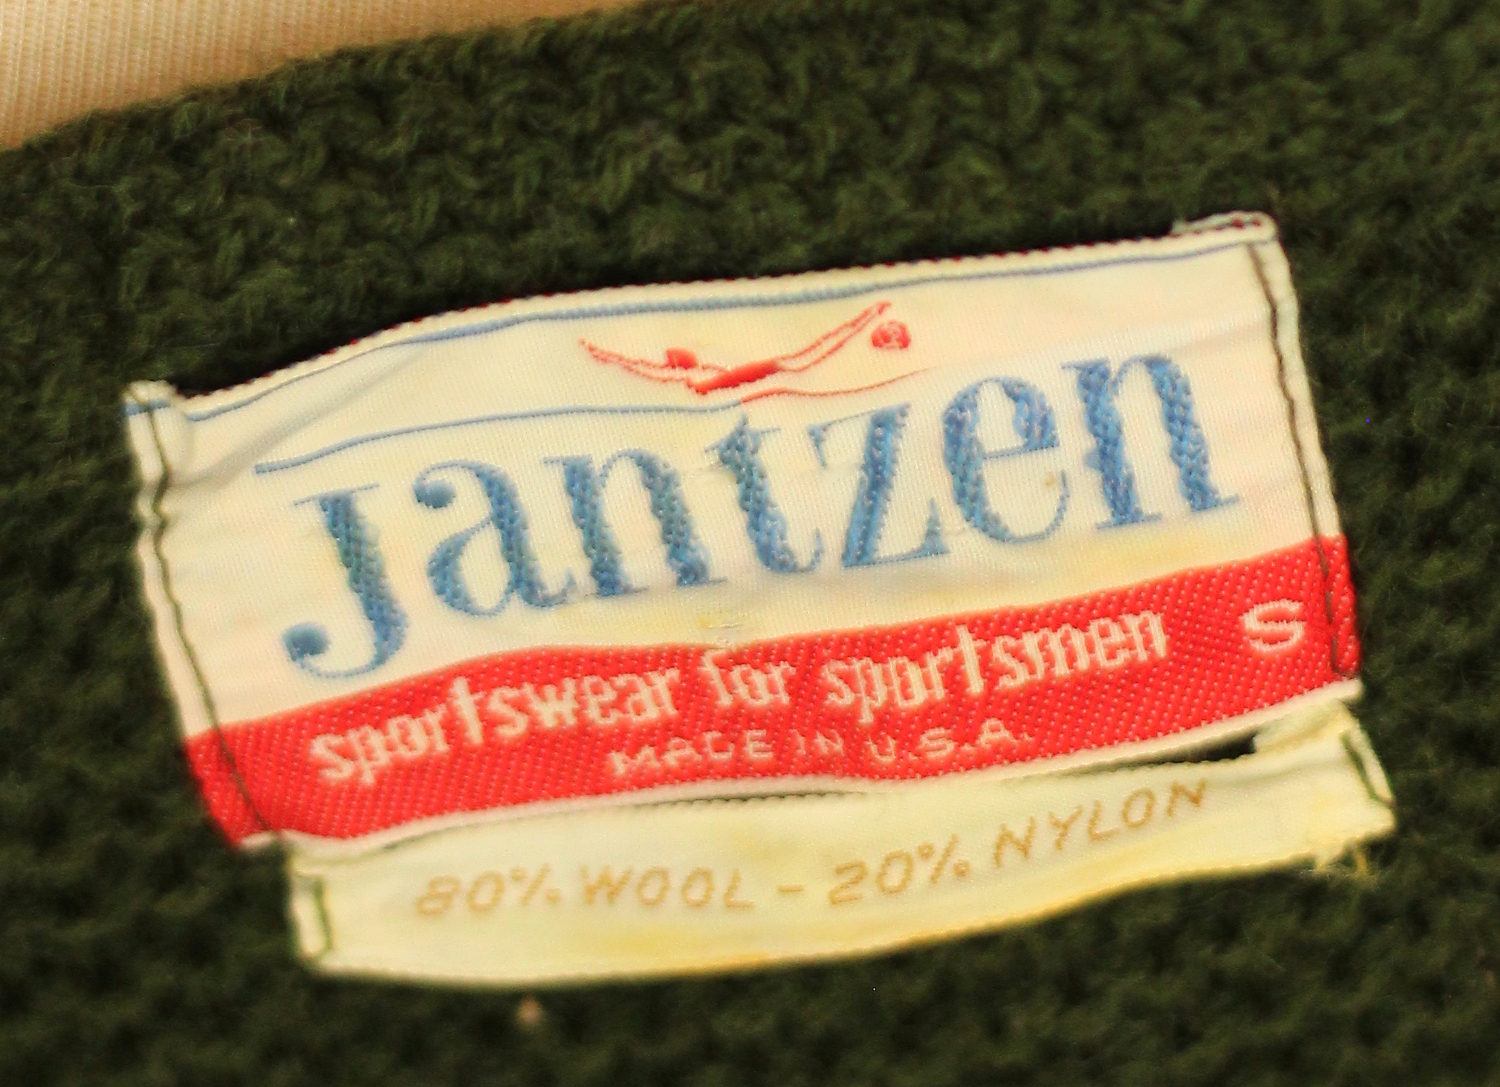 Jantzen
sportswear for sportsmen S
MADE IN U.S.A.
80% WOOL - 20% NYLON